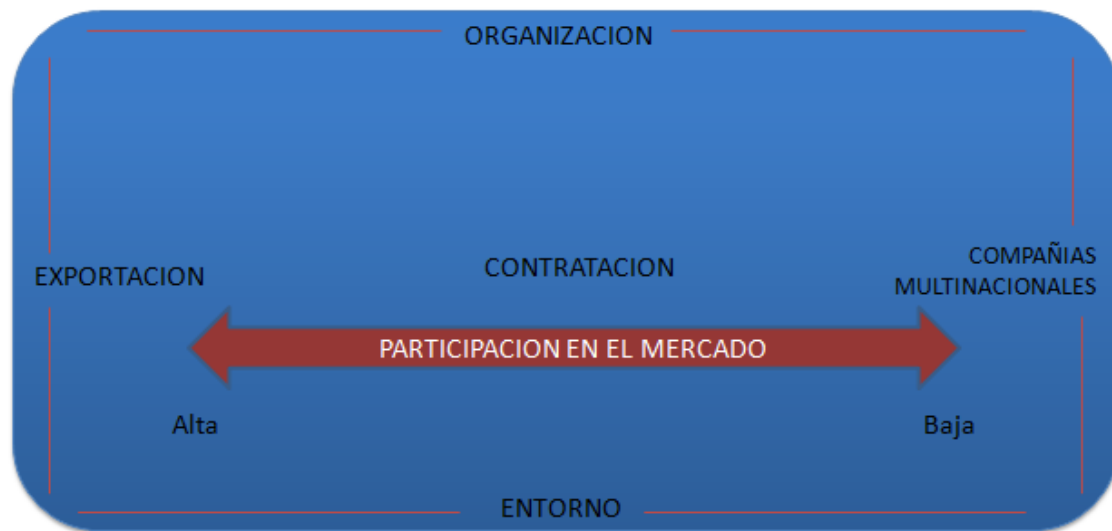 ORGANIZACION
EXPORTACION
CONTRATACION
COMPAÑIAS
MULTINACIONALES
PARTICIPACION EN EL MERCADO
Alta
Baja
ENTORNO